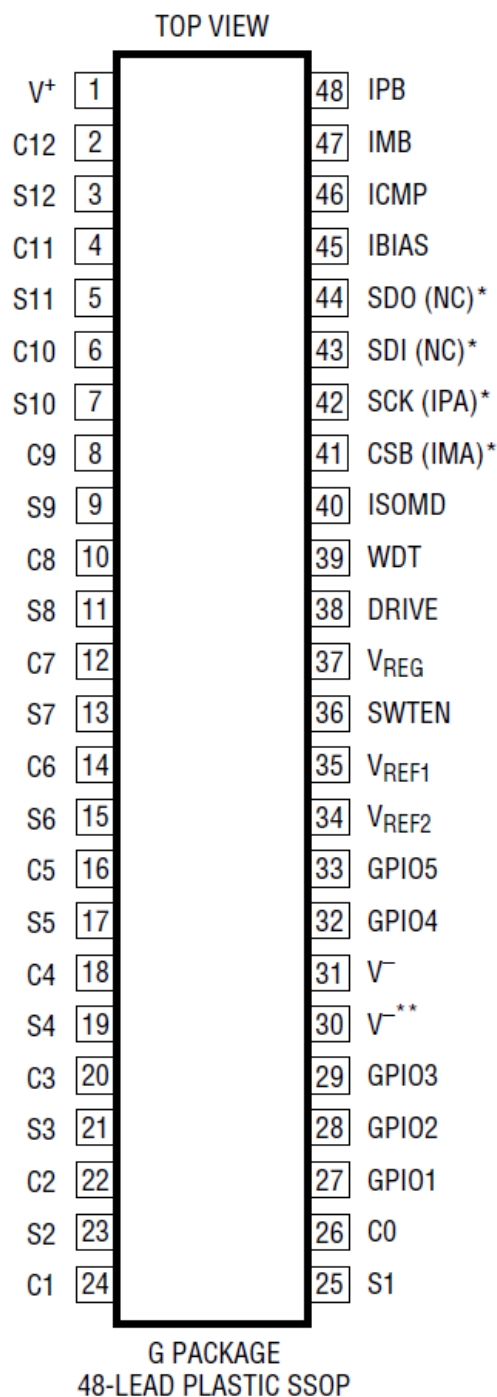 TOP VIEW
V+ 1 48 IPB
C12 2 47 IMB
S12 3 46 ICMP
C11 4 45 IBIAS
S11 5 44 SDO (NC)*
C10 6 43 SDI (NC)*
S10 7 42 SCK (IPA)*
C9 8 41 CSB (IMA)*
S9 9 40 ISOMD
C8 10 39 WDT
S8 11 38 DRIVE
C7 12 37 VREG
S7 13 36 SWTEN
C6 14 35 VREF1
S6 15 34 VREF2
C5 16 33 GPIO5
S5 17 32 GPIO4
C4 18 31 V–
S4 19 30 V–**
C3 20 29 GPIO3
S3 21 28 GPIO2
C2 22 27 GPIO1
S2 23 26 C0
C1 24 25 S1
G PACKAGE
48-LEAD PLASTIC SSOP